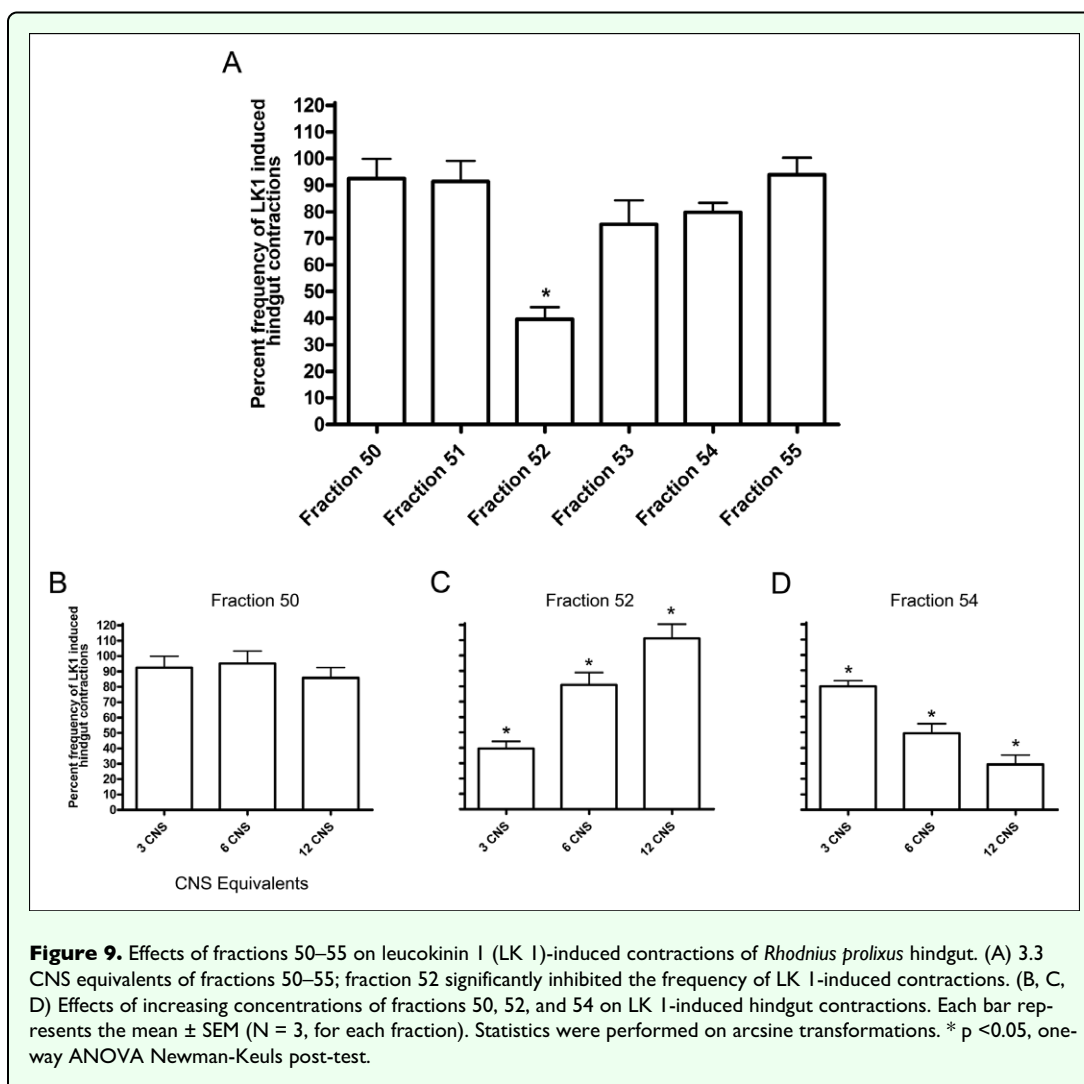 A
Percent frequency of LK1 induced
hindgut contractions
120
110
100
90
80
70
60
50
40
30
20
10
0
*
Fraction 50
Fraction 51
Fraction 52
Fraction 53
Fraction 54
Fraction 55
B
Fraction 50
Percent frequency of LK1 induced
hindgut contractions
120
110
100
90
80
70
60
50
40
30
20
10
0
3 CNS
6 CNS
12 CNS
CNS Equivalents
C
Fraction 52
*
*
*
3 CNS
6 CNS
12 CNS
D
Fraction 54
*
*
*
3 CNS
6 CNS
12 CNS
Figure 9. Effects of fractions 50–55 on leucokinin 1 (LK 1)-induced contractions of Rhodnius prolixus hindgut. (A) 3.3
CNS equivalents of fractions 50–55; fraction 52 significantly inhibited the frequency of LK 1-induced contractions. (B, C,
D) Effects of increasing concentrations of fractions 50, 52, and 54 on LK 1-induced hindgut contractions. Each bar rep-
resents the mean ± SEM (N = 3, for each fraction). Statistics were performed on arcsine transformations. * p <0.05, one-
way ANOVA Newman-Keuls post-test.